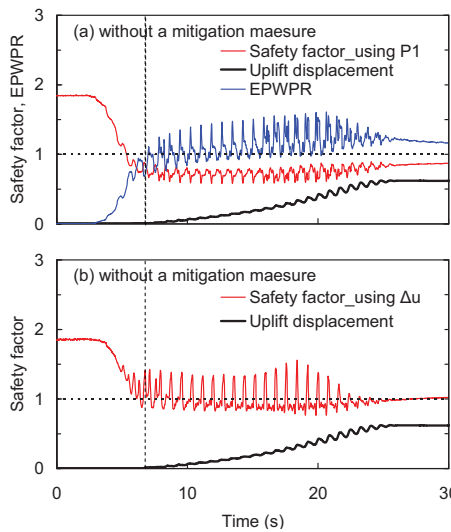 3
(a) without a mitigation maesure
Safety factor_using P1
Uplift displacement
EPWPR
2
1
0
Safety factor, EPWPR
3
(b) without a mitigation maesure
Safety factor_using Δu
Uplift displacement
2
1
0
Safety factor
0 10 20 30
Time (s)